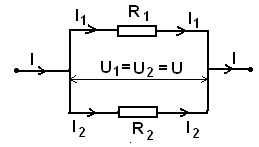 I₁ R₁ I₁
I U₁=U₂=U I
I₂ R₂ I₂